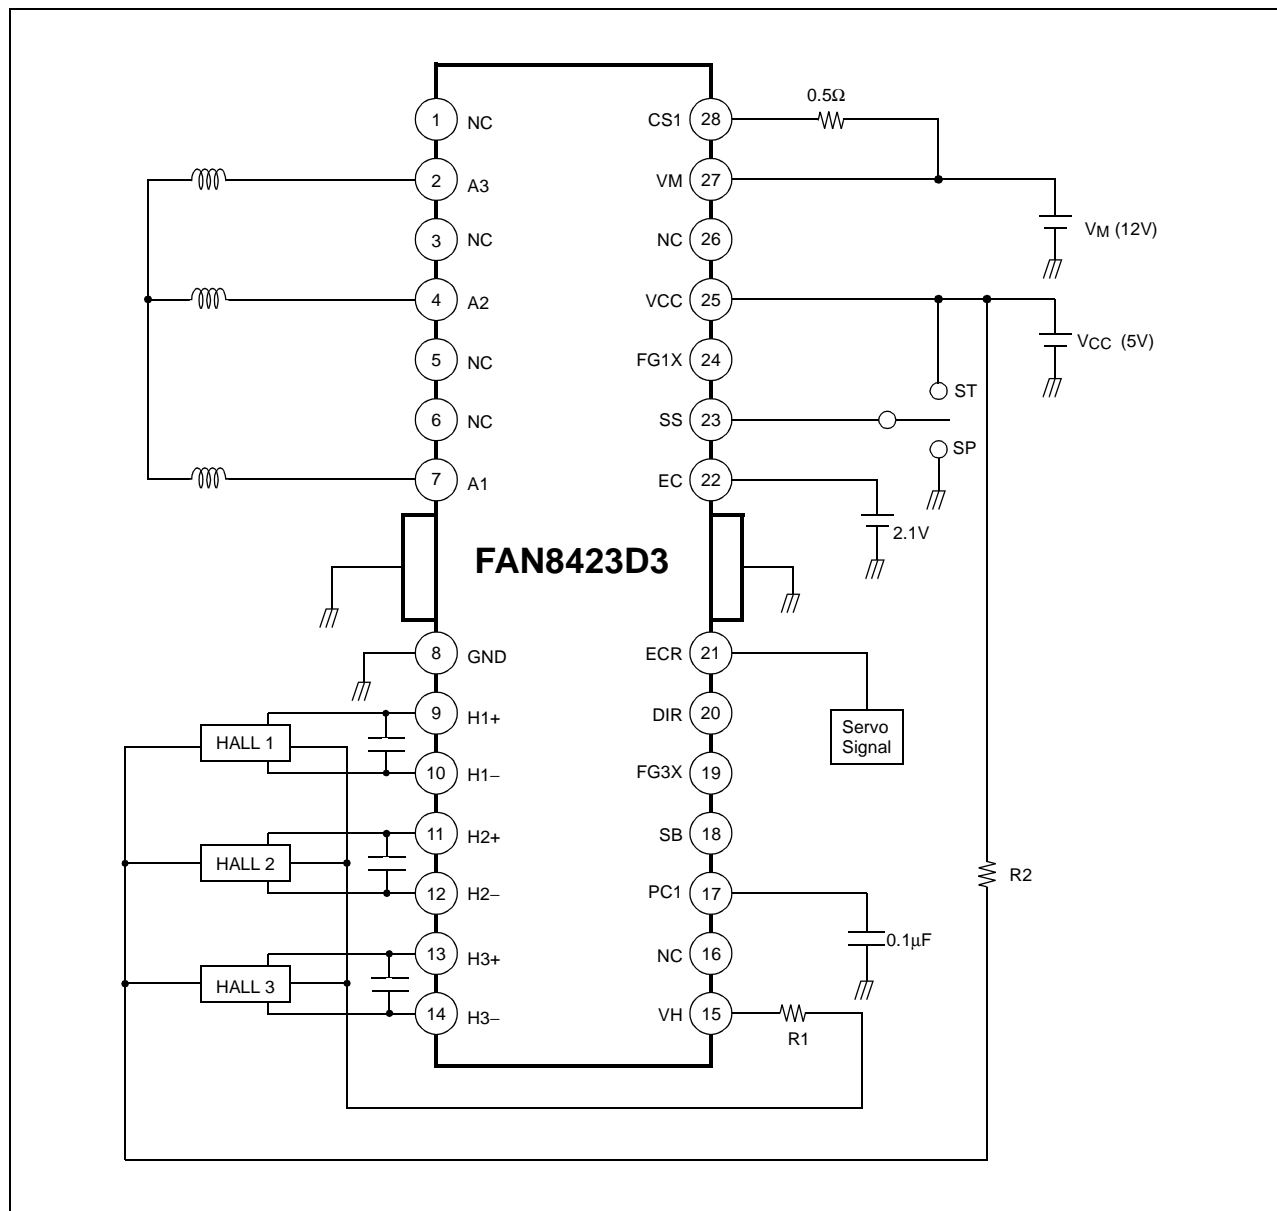 0.5Ω
1 NC CS1 28
2 A3 VM 27
3 NC NC 26
VM (12V)
4 A2 VCC 25
VCC (5V)
5 NC FG1X 24
ST
6 NC SS 23
SP
7 A1 EC 22
2.1V
FAN8423D3
8 GND ECR 21
9 H1+ DIR 20
Servo
Signal
HALL 1
10 H1− FG3X 19
11 H2+ SB 18
HALL 2
R2
12 H2− PC1 17
0.1μF
13 H3+ NC 16
HALL 3
14 H3− VH 15
R1